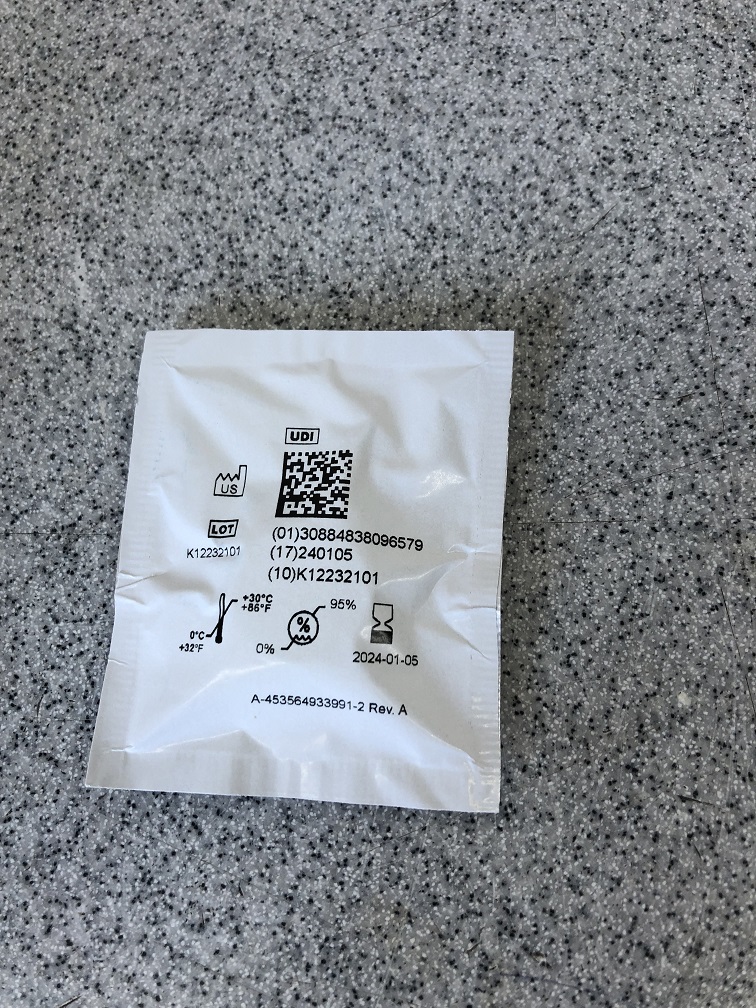 UDI
US
LOT
K12232101
(01)30884838096579
(17)240105
(10)K12232101
+30°C
+86°F
0°C
+32°F
%
95%
0%
2024-01-05
A-453564933991-2 Rev. A